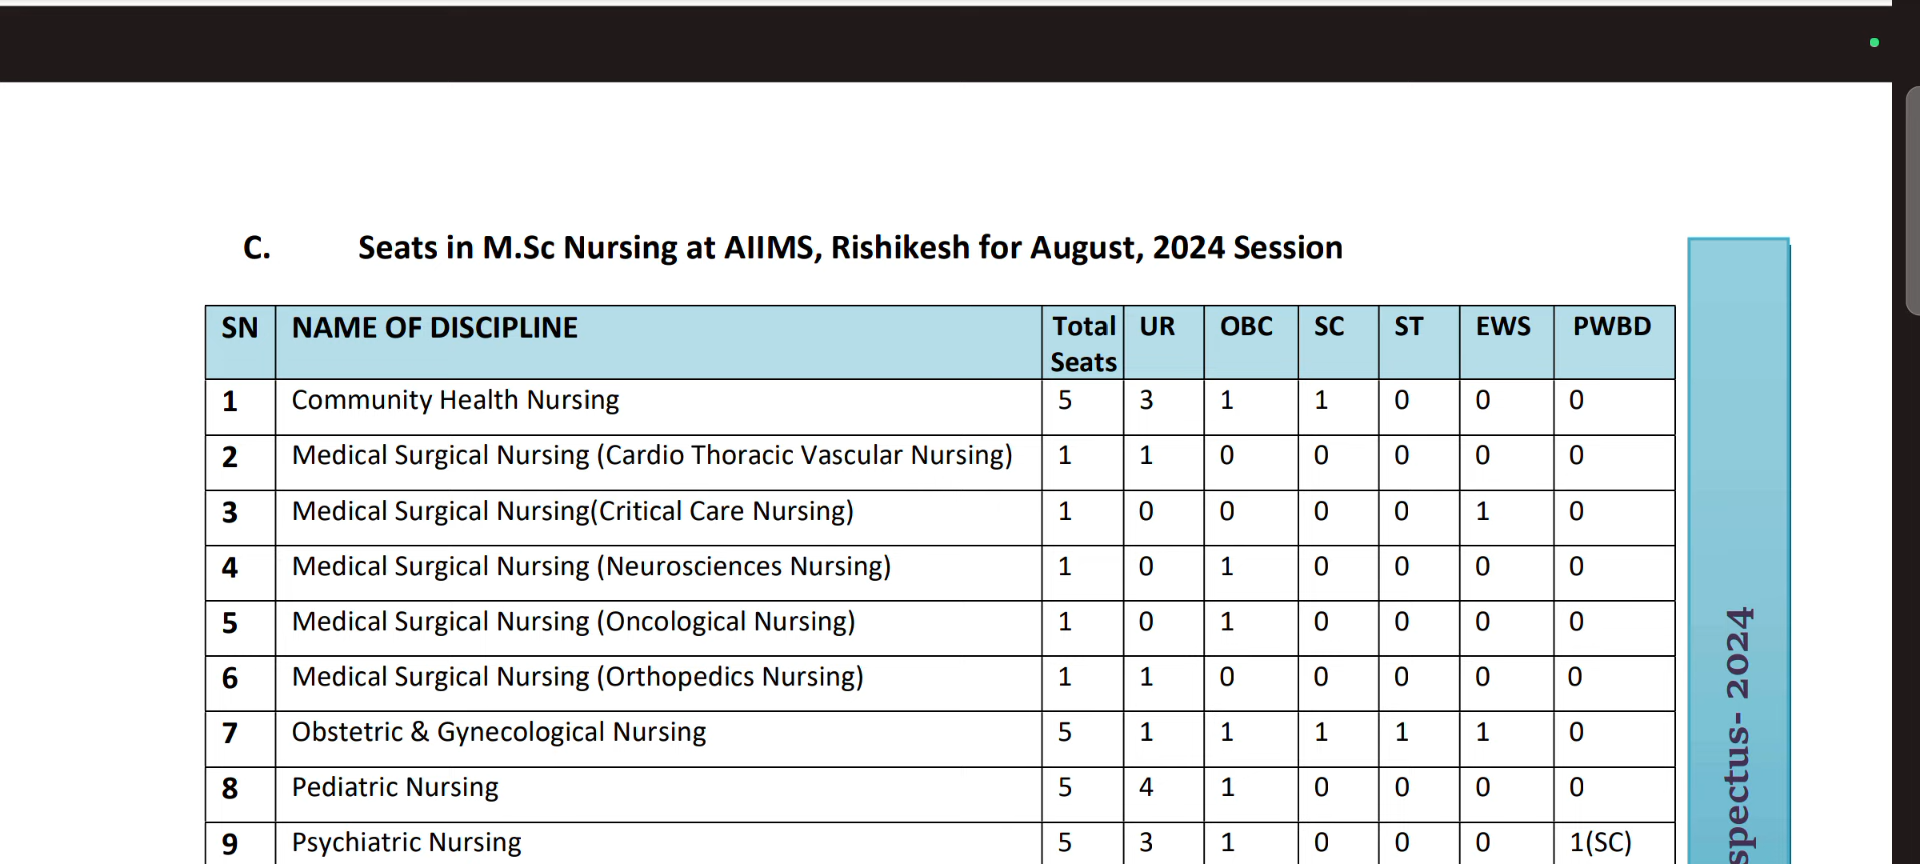 C. Seats in M.Sc Nursing at AIIMS, Rishikesh for August, 2024 Session
SN NAME OF DISCIPLINE Total Seats UR OBC SC ST EWS PWBD
1 Community Health Nursing 5 3 1 1 0 0 0
2 Medical Surgical Nursing (Cardio Thoracic Vascular Nursing) 1 1 0 0 0 0 0
3 Medical Surgical Nursing(Critical Care Nursing) 1 0 0 0 0 1 0
4 Medical Surgical Nursing (Neurosciences Nursing) 1 0 1 0 0 0 0
5 Medical Surgical Nursing (Oncological Nursing) 1 0 1 0 0 0 0
6 Medical Surgical Nursing (Orthopedics Nursing) 1 1 0 0 0 0 0
7 Obstetric & Gynecological Nursing 5 1 1 1 1 1 0
8 Pediatric Nursing 5 4 1 0 0 0 0
9 Psychiatric Nursing 5 3 1 0 0 0 1(SC)
spectus- 2024